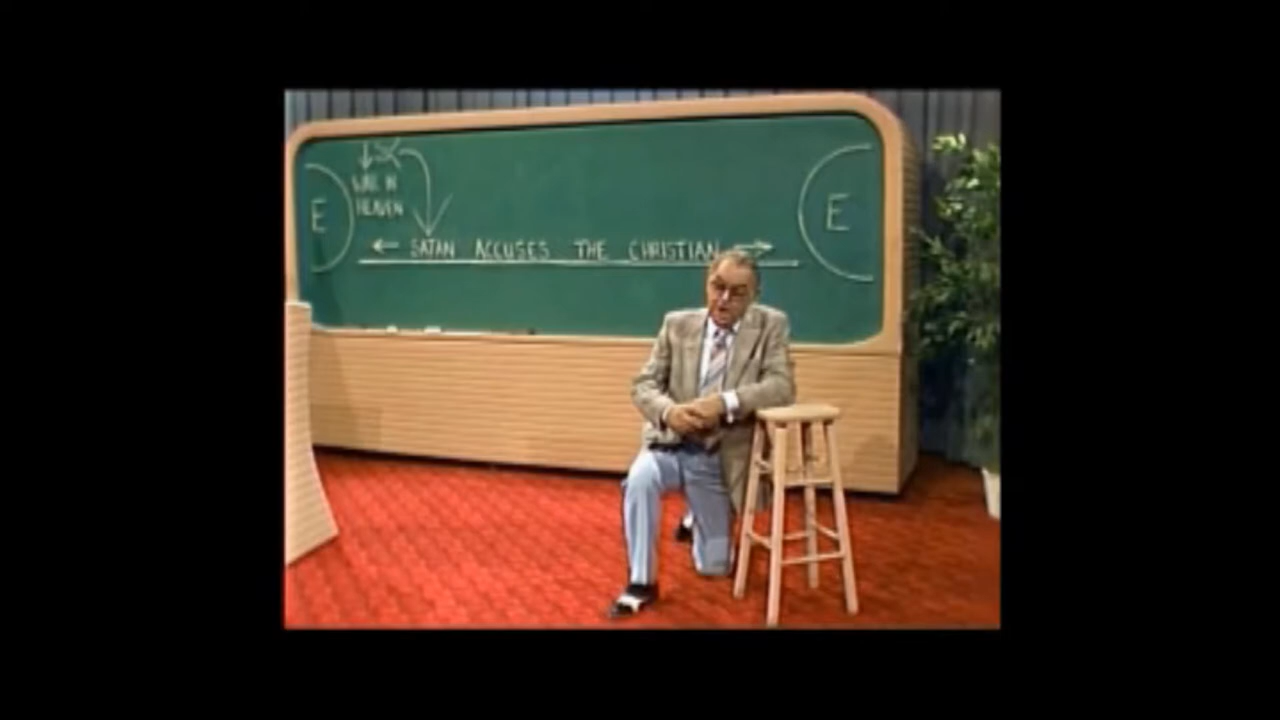 WAR IN
HEAVEN
E
E
← SATAN ACCUSES THE CHRISTIAN →